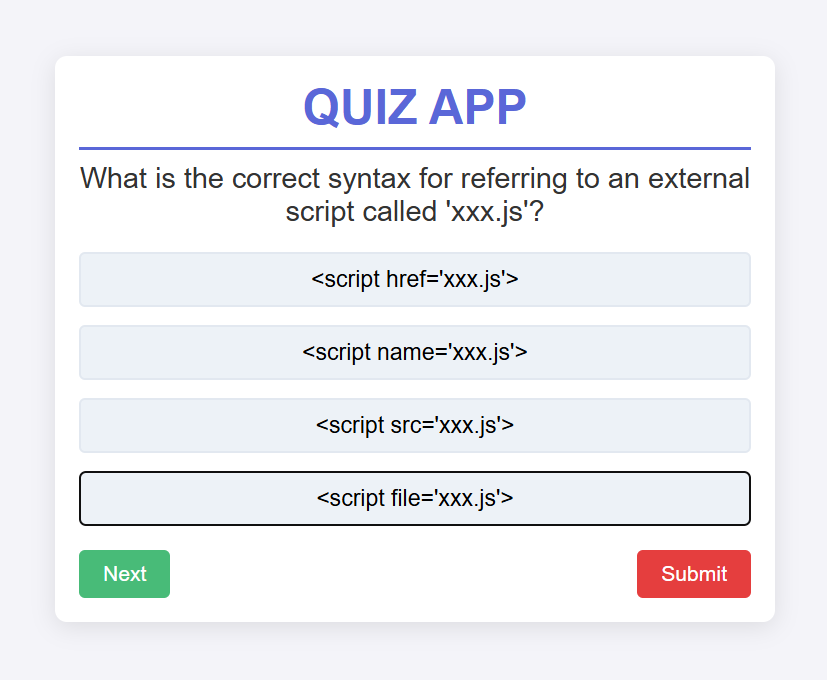 QUIZ APP
What is the correct syntax for referring to an external
script called 'xxx.js'?
<script href='xxx.js'>
<script name='xxx.js'>
<script src='xxx.js'>
<script file='xxx.js'>
Next
Submit